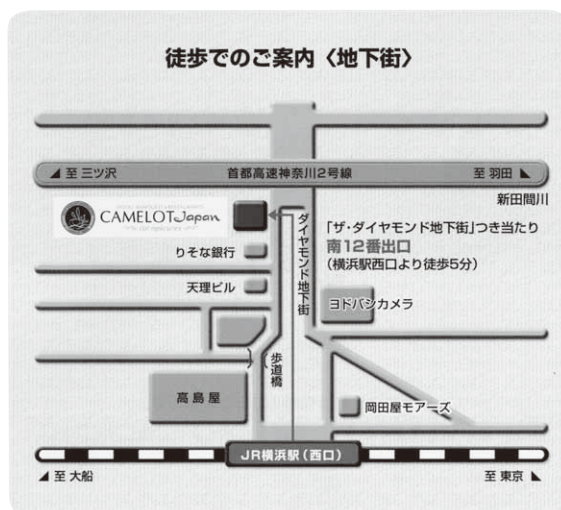 徒歩でのご案内〈地下街〉
至 三ツ沢
首都高速神奈川2号線
至 羽田
新田間川
CAMELOT Japan
ダイヤモンド地下街
「ザ・ダイヤモンド地下街」つき当たり
南12番出口
（横浜駅西口より徒歩5分）
りそな銀行
天理ビル
ヨドバシカメラ
歩道橋
高島屋
岡田屋モアーズ
JR横浜駅（西口）
至 大船
至 東京